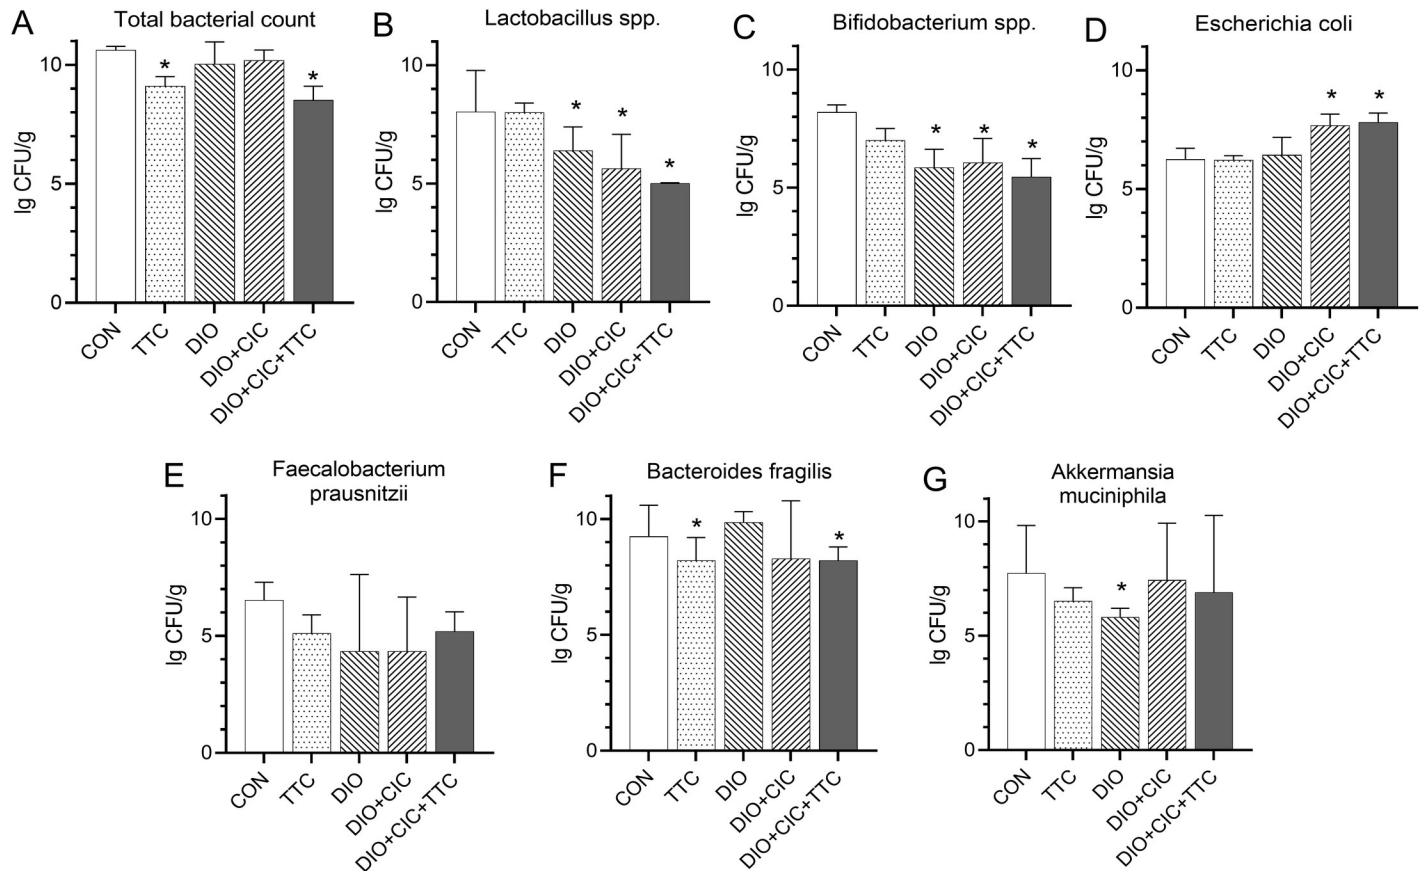 A
Total bacterial count
lg CFU/g
10
5
0
*
*
CON
TTC
DIO
DIO+CIC
DIO+CIC+TTC
B
Lactobacillus spp.
lg CFU/g
10
5
0
*
*
*
CON
TTC
DIO
DIO+CIC
DIO+CIC+TTC
C
Bifidobacterium spp.
lg CFU/g
10
5
0
*
*
*
CON
TTC
DIO
DIO+CIC
DIO+CIC+TTC
D
Escherichia coli
lg CFU/g
10
5
0
*
*
CON
TTC
DIO
DIO+CIC
DIO+CIC+TTC
E
Faecalobacterium
prausnitzii
lg CFU/g
10
5
0
CON
TTC
DIO
DIO+CIC
DIO+CIC+TTC
F
Bacteroides fragilis
lg CFU/g
10
5
0
*
*
CON
TTC
DIO
DIO+CIC
DIO+CIC+TTC
G
Akkermansia
muciniphila
lg CFU/g
10
5
0
*
CON
TTC
DIO
DIO+CIC
DIO+CIC+TTC